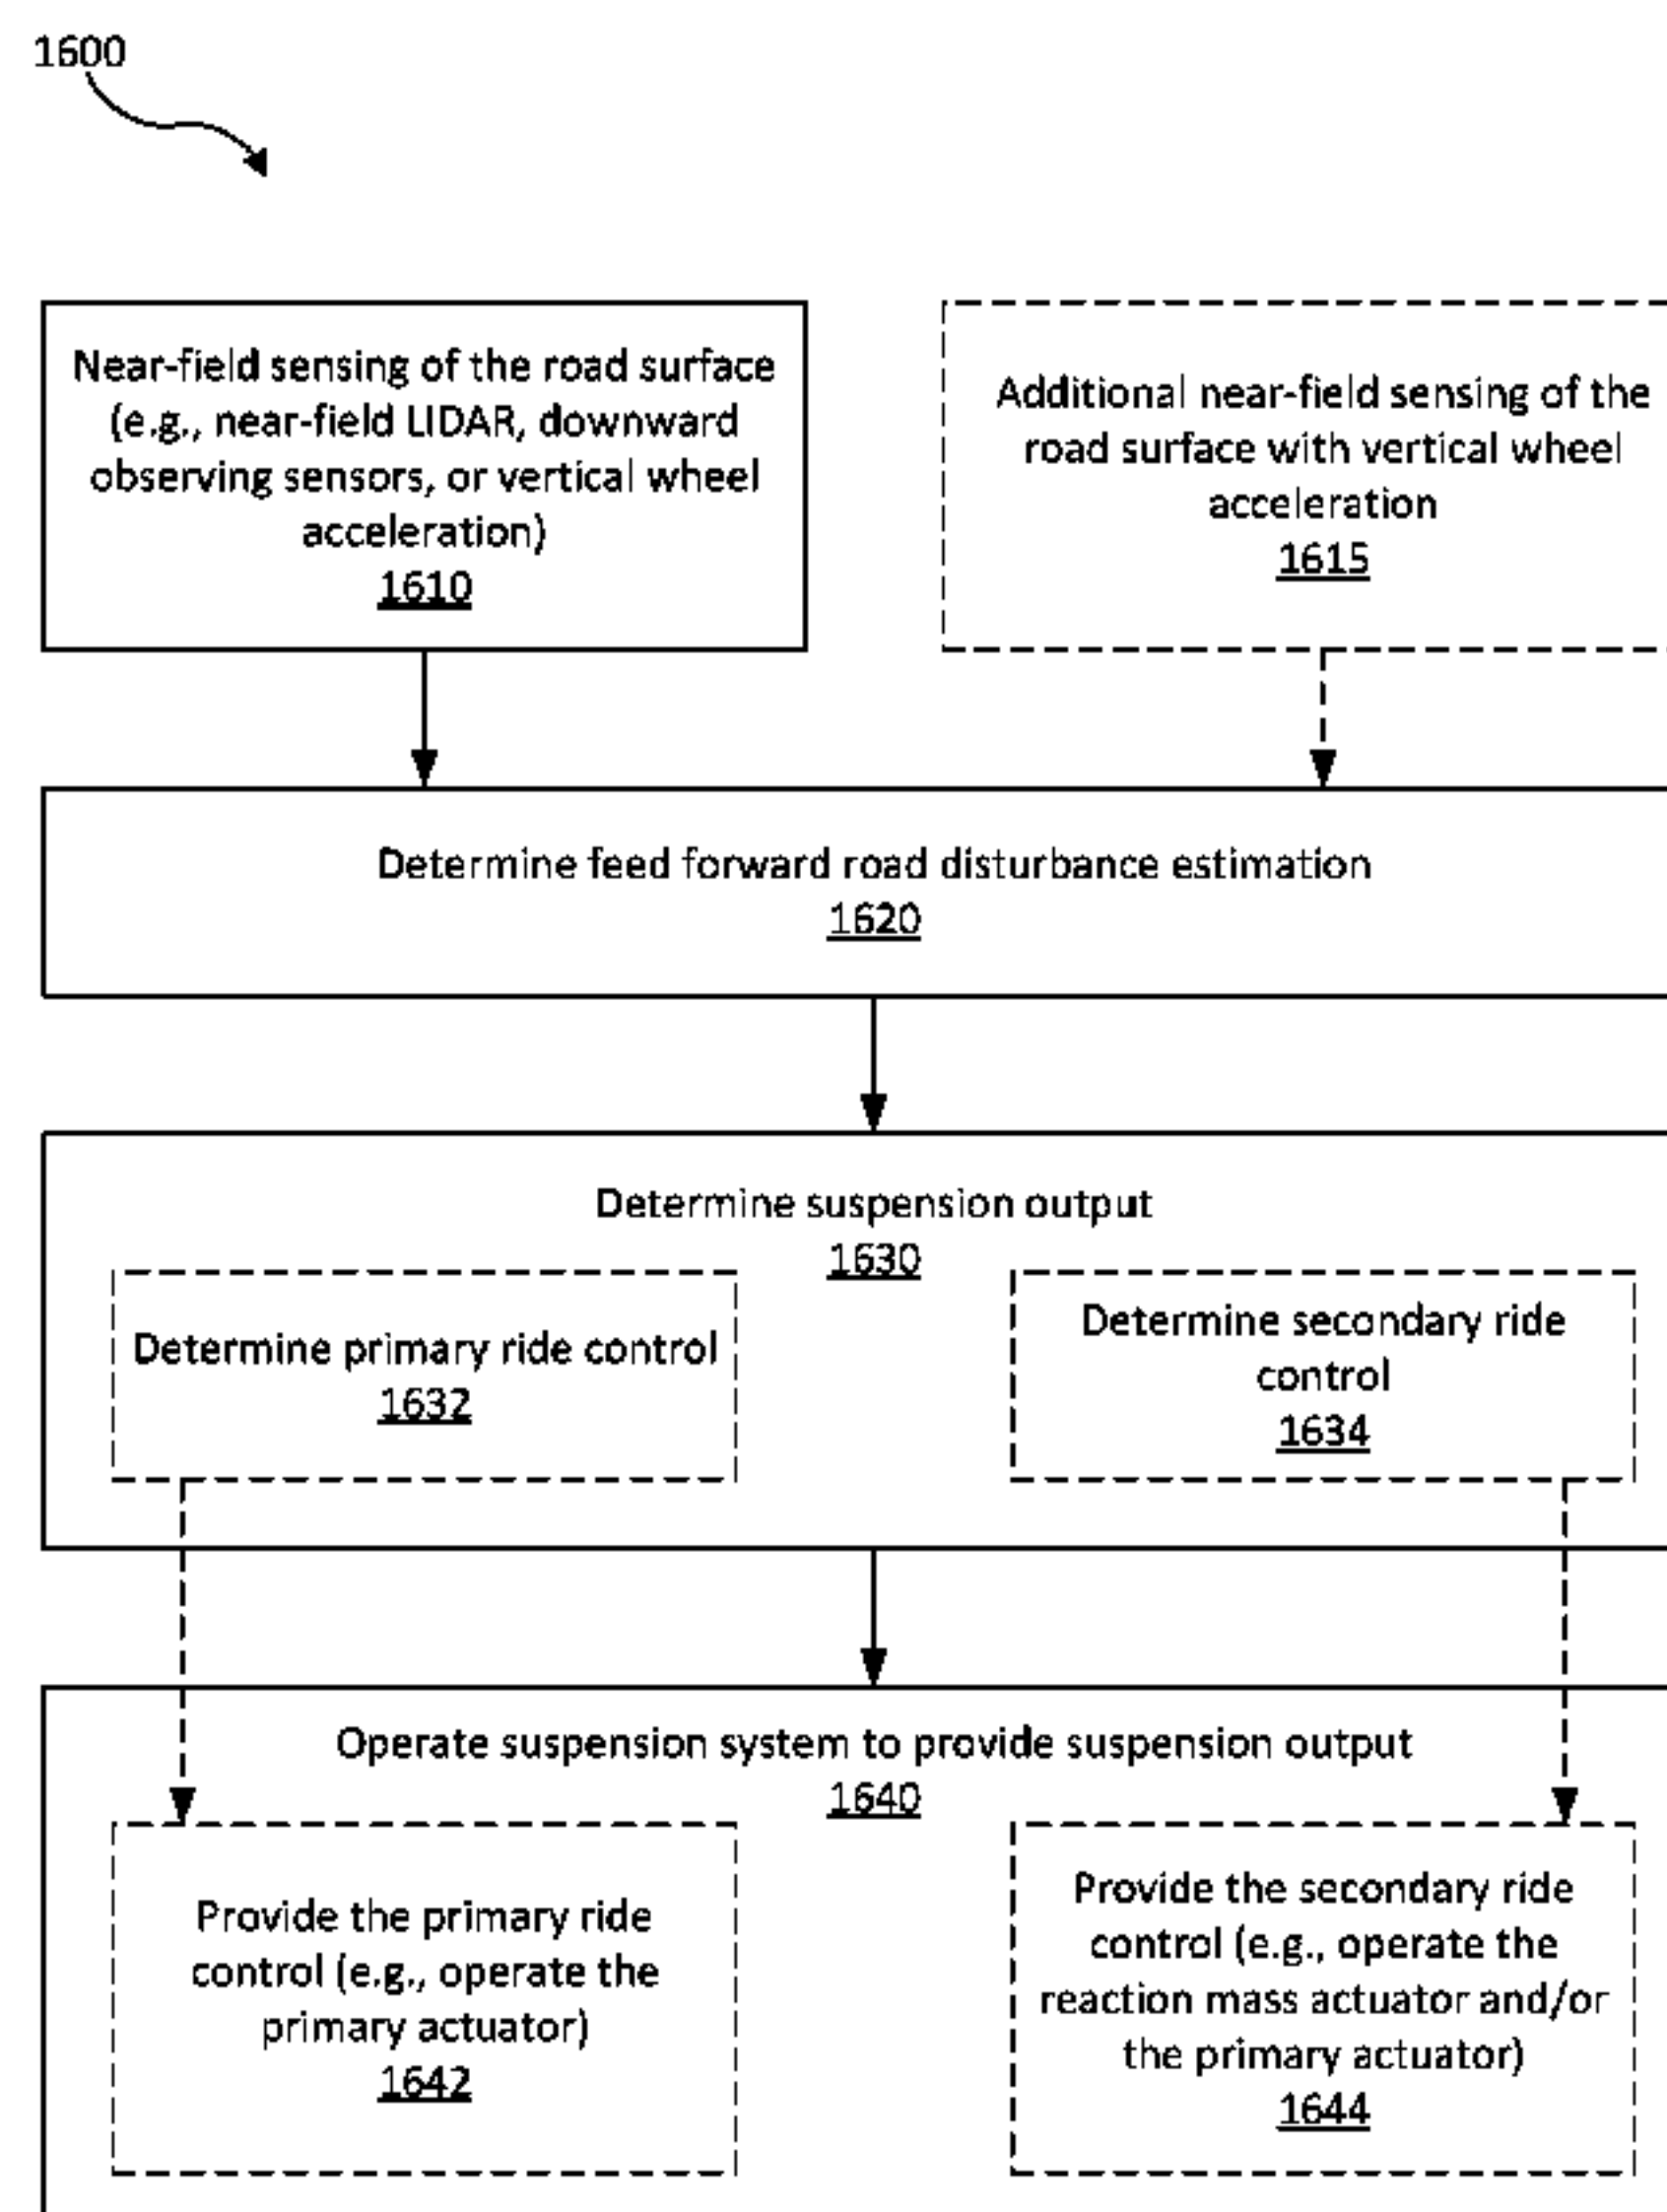 1600
Near-field sensing of the road surface
(e.g., near-field LIDAR, downward
observing sensors, or vertical wheel
acceleration)
1610
Additional near-field sensing of the
road surface with vertical wheel
acceleration
1615
Determine feed forward road disturbance estimation
1620
Determine suspension output
1630
Determine primary ride control
1632
Determine secondary ride
control
1634
Operate suspension system to provide suspension output
1640
Provide the primary ride
control (e.g., operate the
primary actuator)
1642
Provide the secondary ride
control (e.g., operate the
reaction mass actuator and/or
the primary actuator)
1644